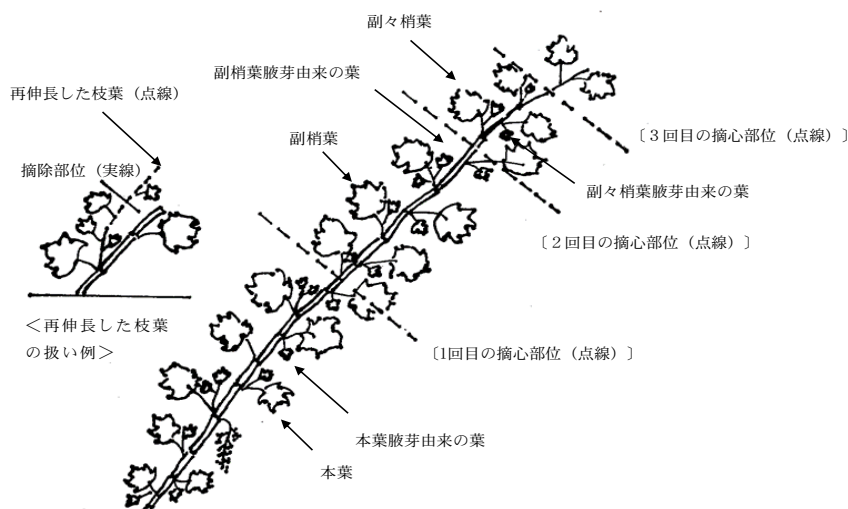 副々梢葉
副梢葉腋芽由来の葉
再伸長した枝葉（点線）
副梢葉
〔３回目の摘心部位（点線）〕
摘除部位（実線）
副々梢葉腋芽由来の葉
〔２回目の摘心部位（点線）〕
＜再伸長した枝葉
の扱い例＞
〔1回目の摘心部位（点線）〕
本葉腋芽由来の葉
本葉